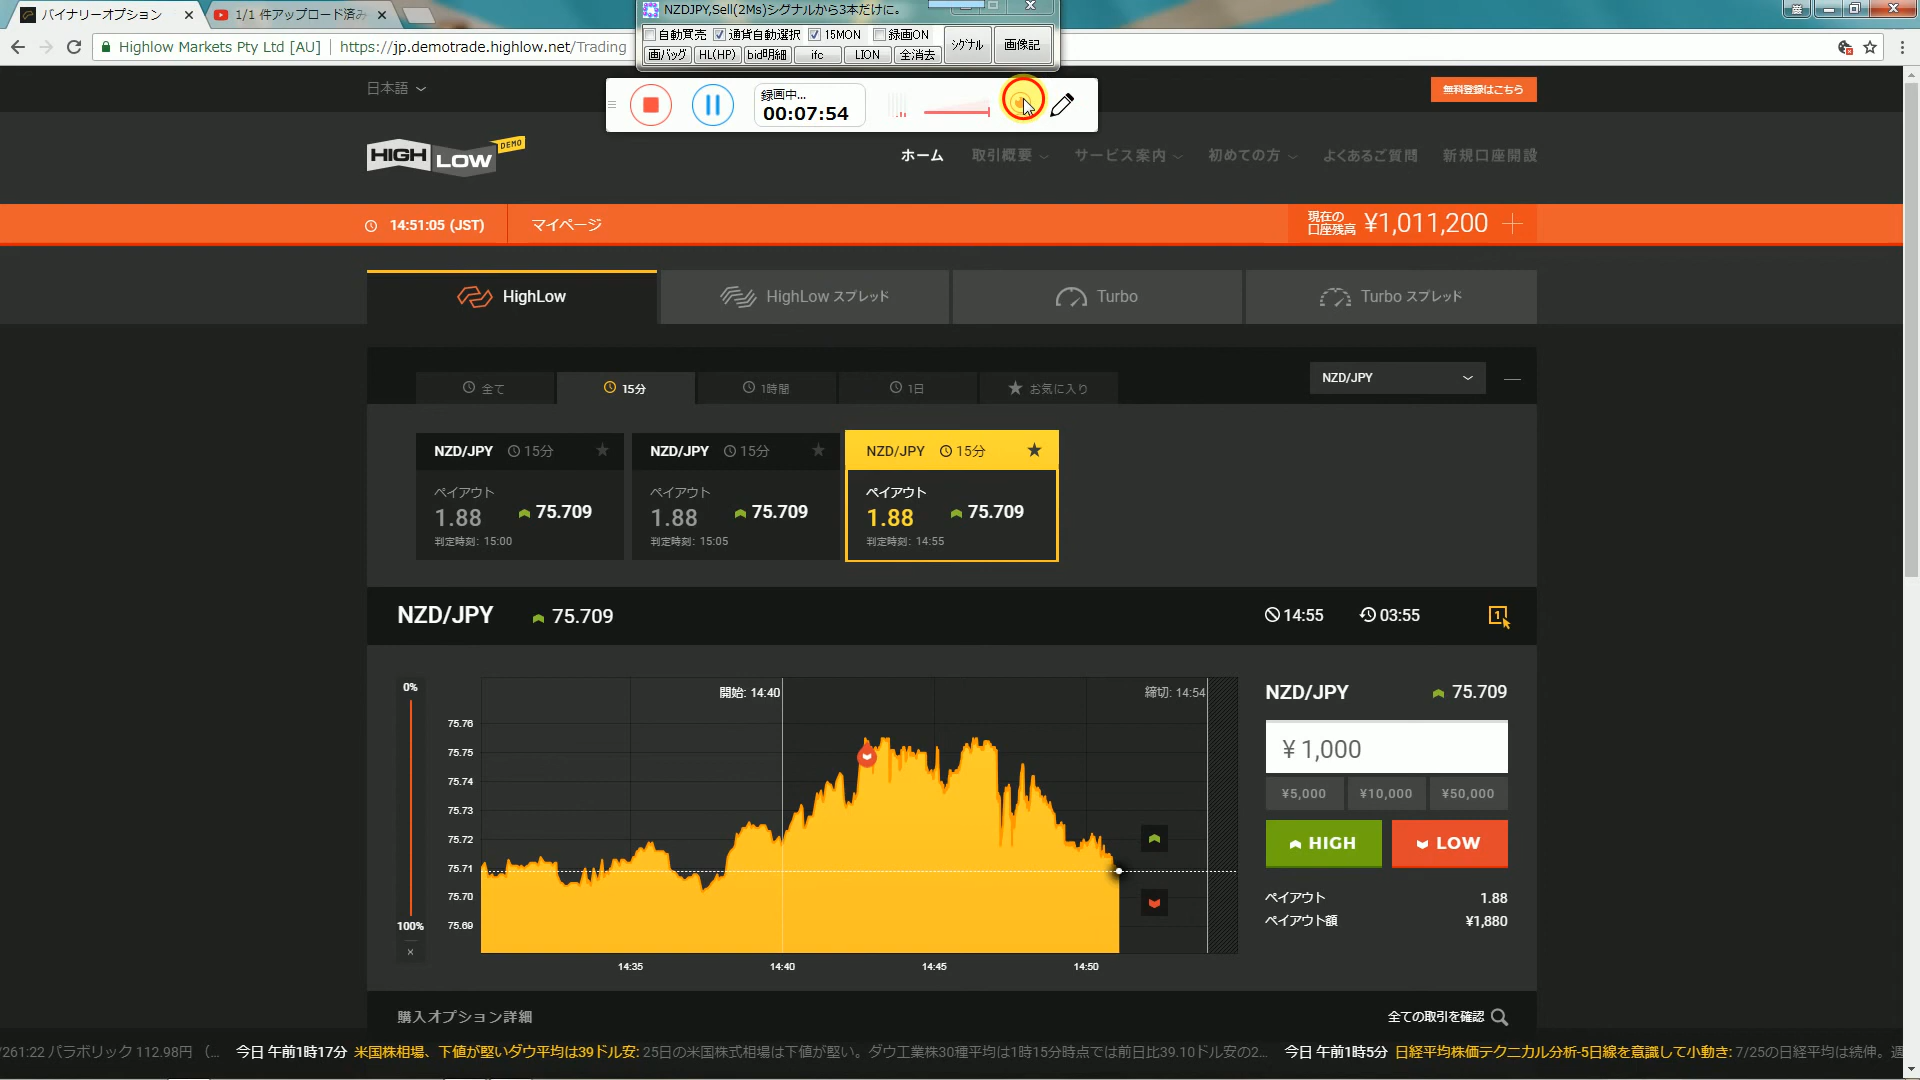 バイナリーオプション
1/1 件アップロード済み
NZDJPY,Sell(2Ms)シグナルから3本だけに。
自動買売 通貨自動選択 15MON 録画ON
画バッグ HL(HP) bid明細 ifc LION 全消去 シグナル 画像記
Highlow Markets Pty Ltd [AU] https://jp.demotrade.highlow.net/Trading
録画中...
00:07:54
日本語
無料登録はこちら
HIGH LOW DEMO
ホーム 取引概要 サービス案内 初めての方 よくあるご質問 新規口座開設
14:51:05 (JST) マイページ 現在の口座残高 ¥1,011,200
HighLow HighLow スプレッド Turbo Turbo スプレッド
全て 15分 1時間 1日 お気に入り NZD/JPY
NZD/JPY 15分 NZD/JPY 15分 NZD/JPY 15分
ペイアウト ペイアウト ペイアウト
1.88 75.709 1.88 75.709 1.88 75.709
判定時刻: 15:00 判定時刻: 15:05 判定時刻: 14:55
NZD/JPY 75.709 14:55 03:55 1
0%
100%
×
開始: 14:40 締切: 14:54
75.76
75.75
75.74
75.73
75.72
75.71
75.70
75.69
14:35 14:40 14:45 14:50
NZD/JPY 75.709
¥ 1,000
¥5,000 ¥10,000 ¥50,000
HIGH LOW
ペイアウト 1.88
ペイアウト額 ¥1,880
購入オプション詳細 全ての取引を確認
/261:22 パラボリック 112.98円 （... 今日 午前1時17分 米国株相場、下値が堅いダウ平均は39ドル安: 25日の米国株式相場は下値が堅い。ダウ工業株30種平均は1時15分時点では前日比39.10ドル安の2... 今日 午前1時5分 日経平均株価テクニカル分析-5日線を意識して小動き: 7/25の日経平均は続伸。週